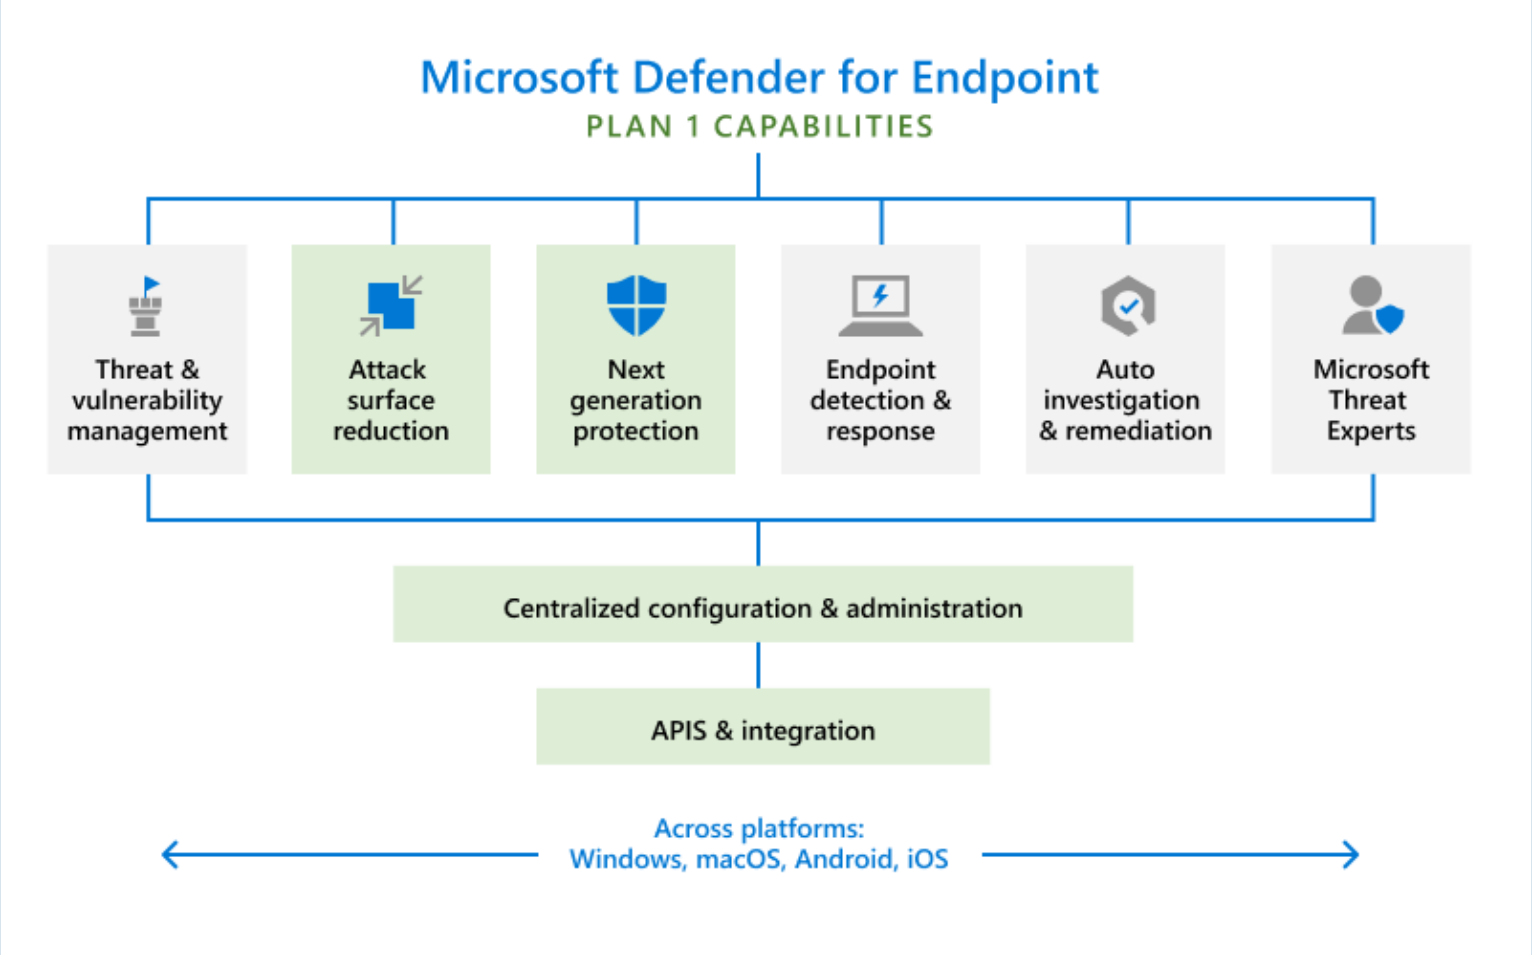 Microsoft Defender for Endpoint
PLAN 1 CAPABILITIES
Threat &
vulnerability
management
Attack
surface
reduction
Next
generation
protection
Endpoint
detection &
response
Auto
investigation
& remediation
Microsoft
Threat
Experts
Centralized configuration & administration
APIS & integration
Across platforms:
Windows, macOS, Android, iOS